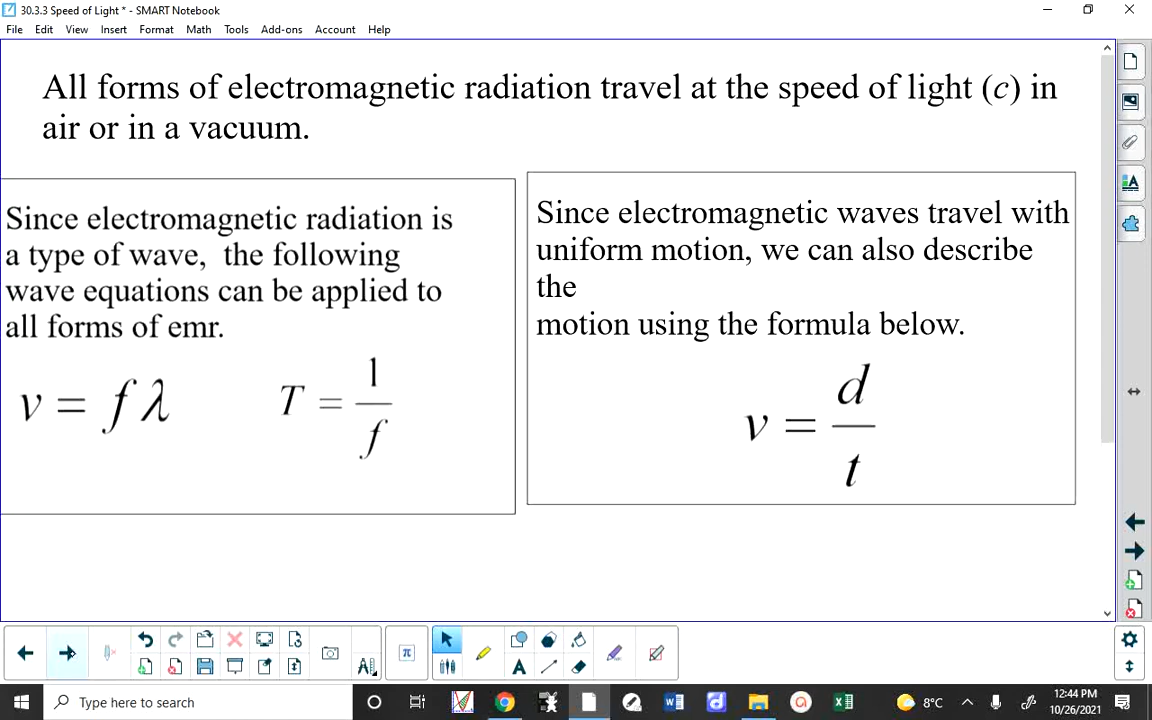 30.3.3 Speed of Light * - SMART Notebook
File Edit View Insert Format Math Tools Add-ons Account Help
All forms of electromagnetic radiation travel at the speed of light (c) in
air or in a vacuum.
Since electromagnetic radiation is
a type of wave, the following
wave equations can be applied to
all forms of emr.
v = f λ
T = 1/f
Since electromagnetic waves travel with
uniform motion, we can also describe
the
motion using the formula below.
v = d/t
Type here to search
8°C
12:44 PM
10/26/2021